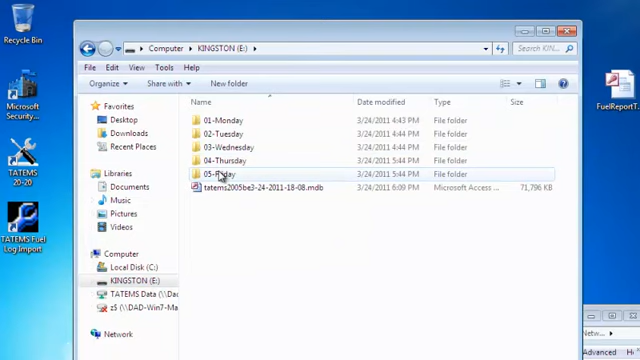 Recycle Bin
Microsoft
Security...
TATEMS
20-20
TATEMS Fuel
Log Import
Computer ▸ KINGSTON (E:) ▸
Search KIN...
File Edit View Tools Help
Organize Share with New folder
Name Date modified Type Size
Favorites
Desktop
Downloads
Recent Places
Libraries
Documents
Music
Pictures
Videos
Computer
Local Disk (C:)
KINGSTON (E:)
TATEMS Data (\\Dad
z$ (\\DAD-Win7-Ma
Network
01-Monday 3/24/2011 4:43 PM File folder
02-Tuesday 3/24/2011 4:44 PM File folder
03-Wednesday 3/24/2011 4:44 PM File folder
04-Thursday 3/24/2011 5:44 PM File folder
05-Friday 3/24/2011 5:44 PM File folder
tatems2005be3-24-2011-18-08.mdb 3/24/2011 6:09 PM Microsoft Access ... 71,796 KB
FuelReportT...
Netw...
Advanced H